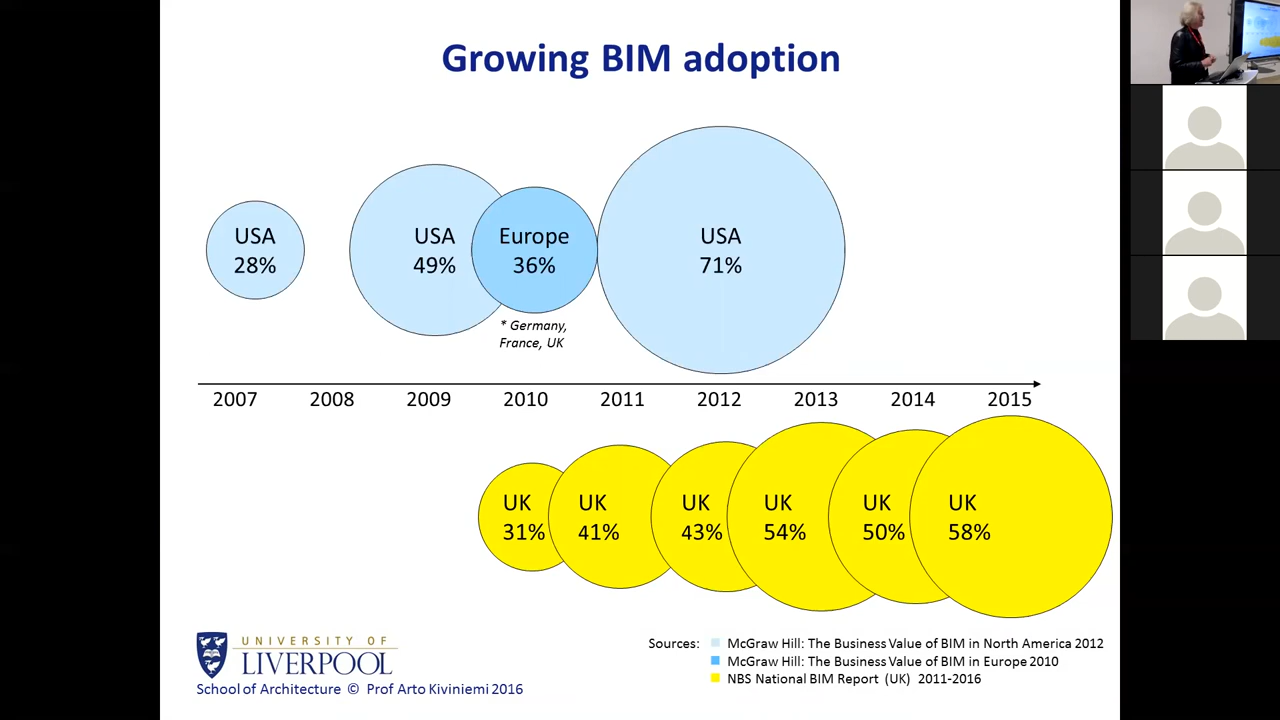 Growing BIM adoption
USA
28%
USA
49%
Europe
36%
* Germany,
France, UK
USA
71%
2007 2008 2009 2010 2011 2012 2013 2014 2015
UK
31%
UK
41%
UK
43%
UK
54%
UK
50%
UK
58%
UNIVERSITY OF
LIVERPOOL
School of Architecture © Prof Arto Kiviniemi 2016
Sources: McGraw Hill: The Business Value of BIM in North America 2012
McGraw Hill: The Business Value of BIM in Europe 2010
NBS National BIM Report (UK) 2011-2016